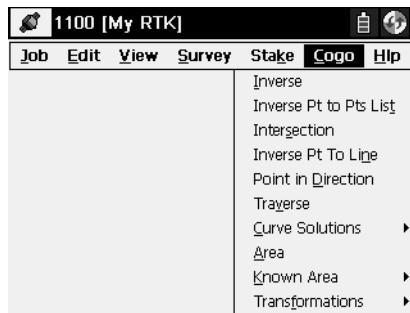 1100 [My RTK]
Job Edit View Survey Stake Cogo Hlp
Inverse
Inverse Pt to Pts List
Intersection
Inverse Pt To Line
Point in Direction
Traverse
Curve Solutions
Area
Known Area
Transformations